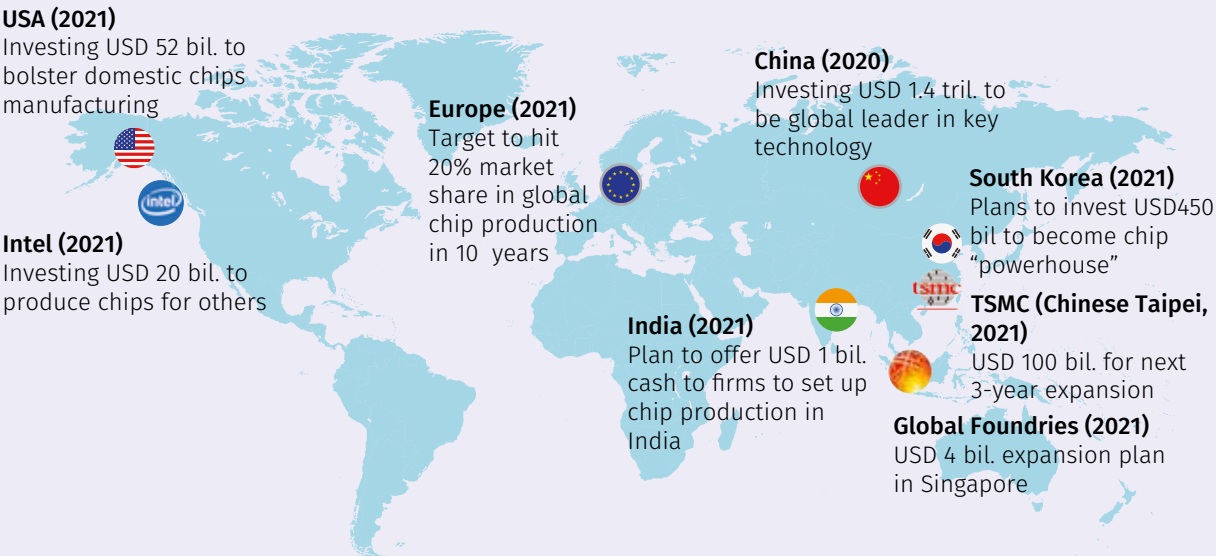 USA (2021)
Investing USD 52 bil. to
bolster domestic chips
manufacturing
intel
Intel (2021)
Investing USD 20 bil. to
produce chips for others
Europe (2021)
Target to hit
20% market
share in global
chip production
in 10 years
China (2020)
Investing USD 1.4 tril. to
be global leader in key
technology
South Korea (2021)
Plans to invest USD450
bil to become chip
“powerhouse”
tsmc
TSMC (Chinese Taipei,
2021)
USD 100 bil. for next
3-year expansion
India (2021)
Plan to offer USD 1 bil.
cash to firms to set up
chip production in
India
Global Foundries (2021)
USD 4 bil. expansion plan
in Singapore